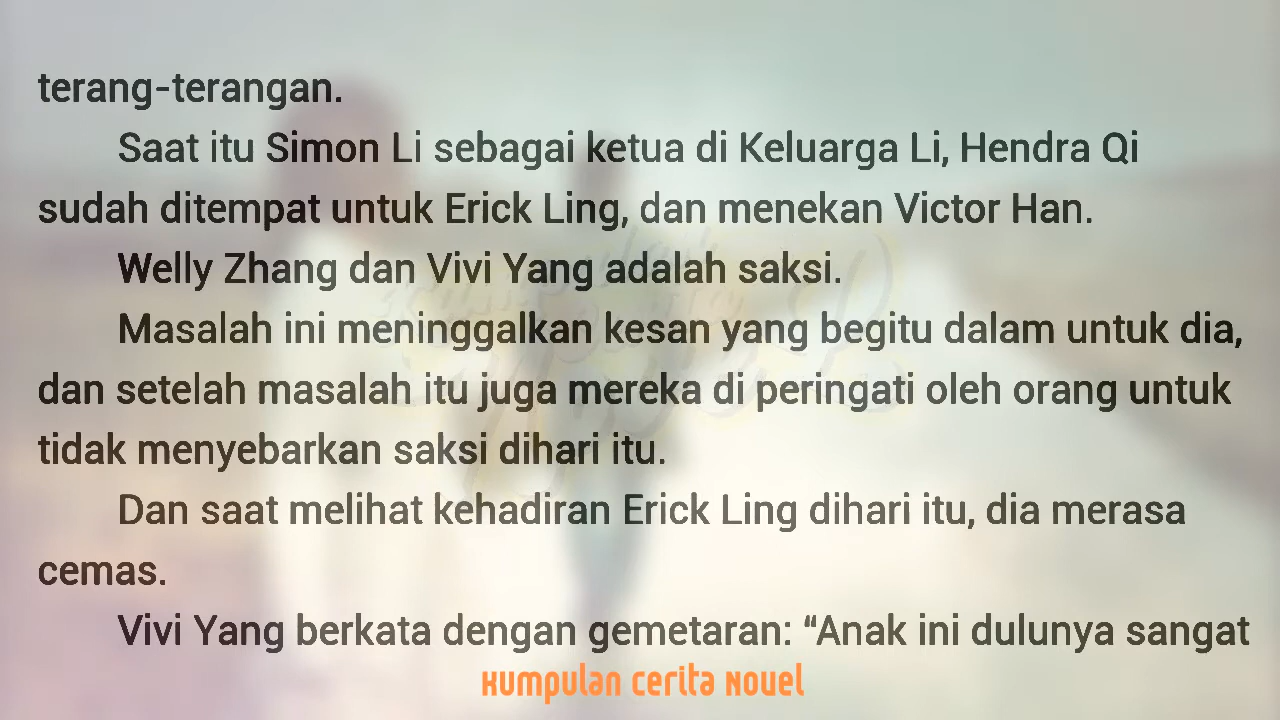 terang-terangan.
Saat itu Simon Li sebagai ketua di Keluarga Li, Hendra Qi
sudah ditempat untuk Erick Ling, dan menekan Victor Han.
Welly Zhang dan Vivi Yang adalah saksi.
Masalah ini meninggalkan kesan yang begitu dalam untuk dia,
dan setelah masalah itu juga mereka di peringati oleh orang untuk
tidak menyebarkan saksi dihari itu.
Dan saat melihat kehadiran Erick Ling dihari itu, dia merasa
cemas.
Vivi Yang berkata dengan gemetaran: “Anak ini dulunya sangat
Kumpulan Cerita Novel